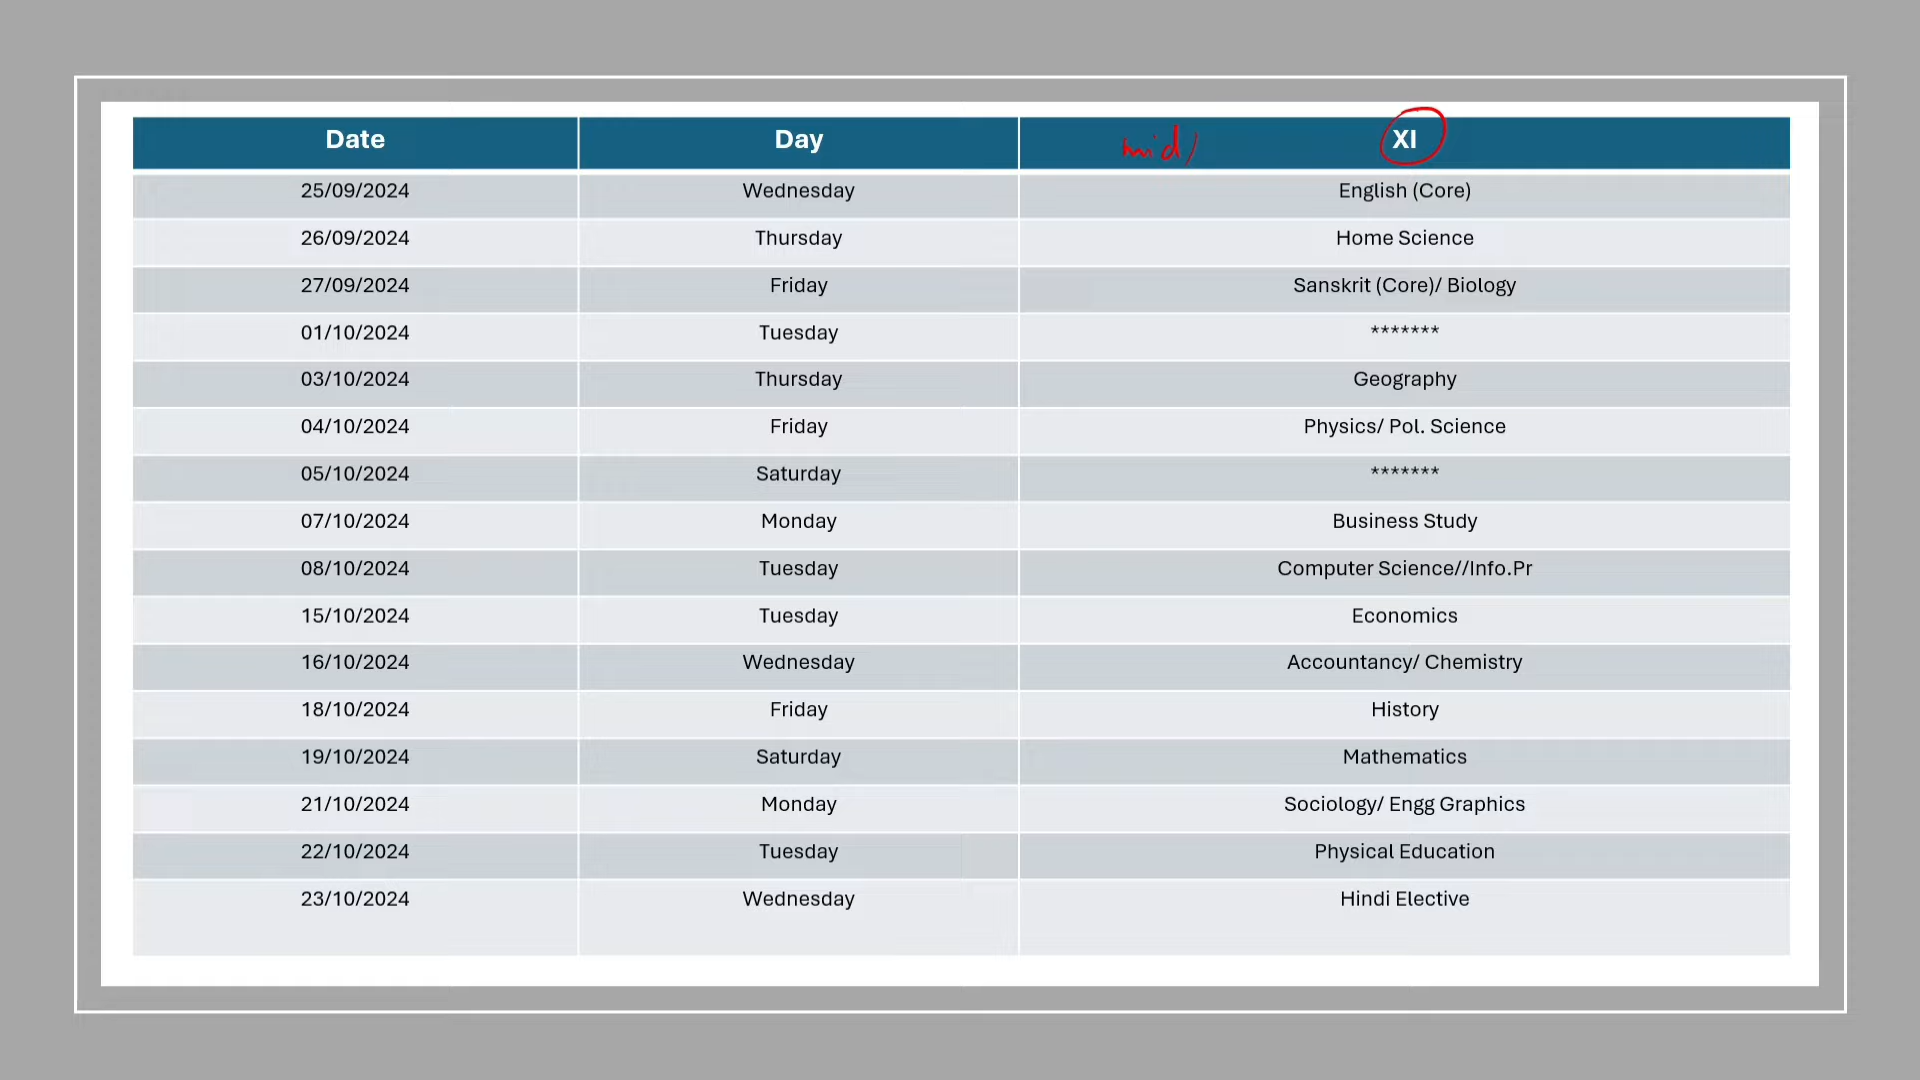 Date Day mid XI
25/09/2024 Wednesday English (Core)
26/09/2024 Thursday Home Science
27/09/2024 Friday Sanskrit (Core)/ Biology
01/10/2024 Tuesday *******
03/10/2024 Thursday Geography
04/10/2024 Friday Physics/ Pol. Science
05/10/2024 Saturday *******
07/10/2024 Monday Business Study
08/10/2024 Tuesday Computer Science//Info.Pr
15/10/2024 Tuesday Economics
16/10/2024 Wednesday Accountancy/ Chemistry
18/10/2024 Friday History
19/10/2024 Saturday Mathematics
21/10/2024 Monday Sociology/ Engg Graphics
22/10/2024 Tuesday Physical Education
23/10/2024 Wednesday Hindi Elective